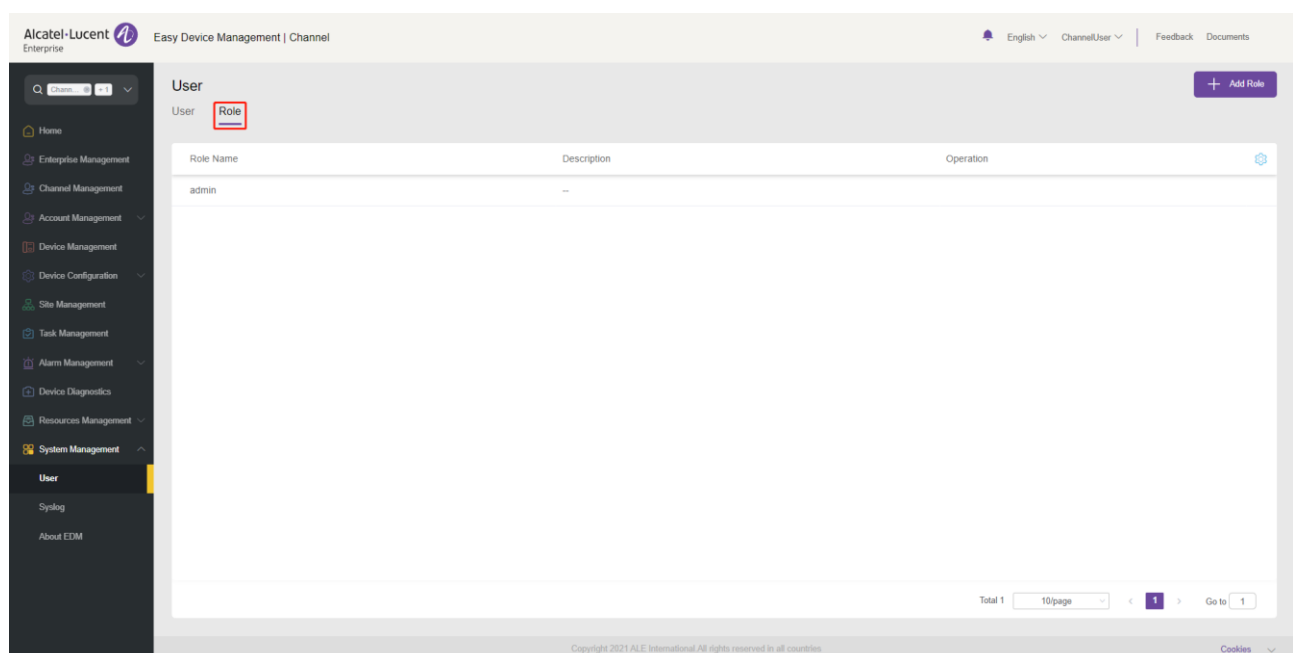 Alcatel·Lucent
Enterprise
Easy Device Management | Channel
English
ChannelUser
Feedback
Documents
Chann...
+ 1
User
Add Role
User
Role
Home
Enterprise Management
Channel Management
Account Management
Device Management
Device Configuration
Site Management
Task Management
Alarm Management
Device Diagnostics
Resources Management
System Management
User
Syslog
About EDM
Role Name
Description
Operation
admin
--
Total 1
10/page
<
1
>
Go to
1
Copyright 2021 ALE International.All rights reserved in all countries
Cookies